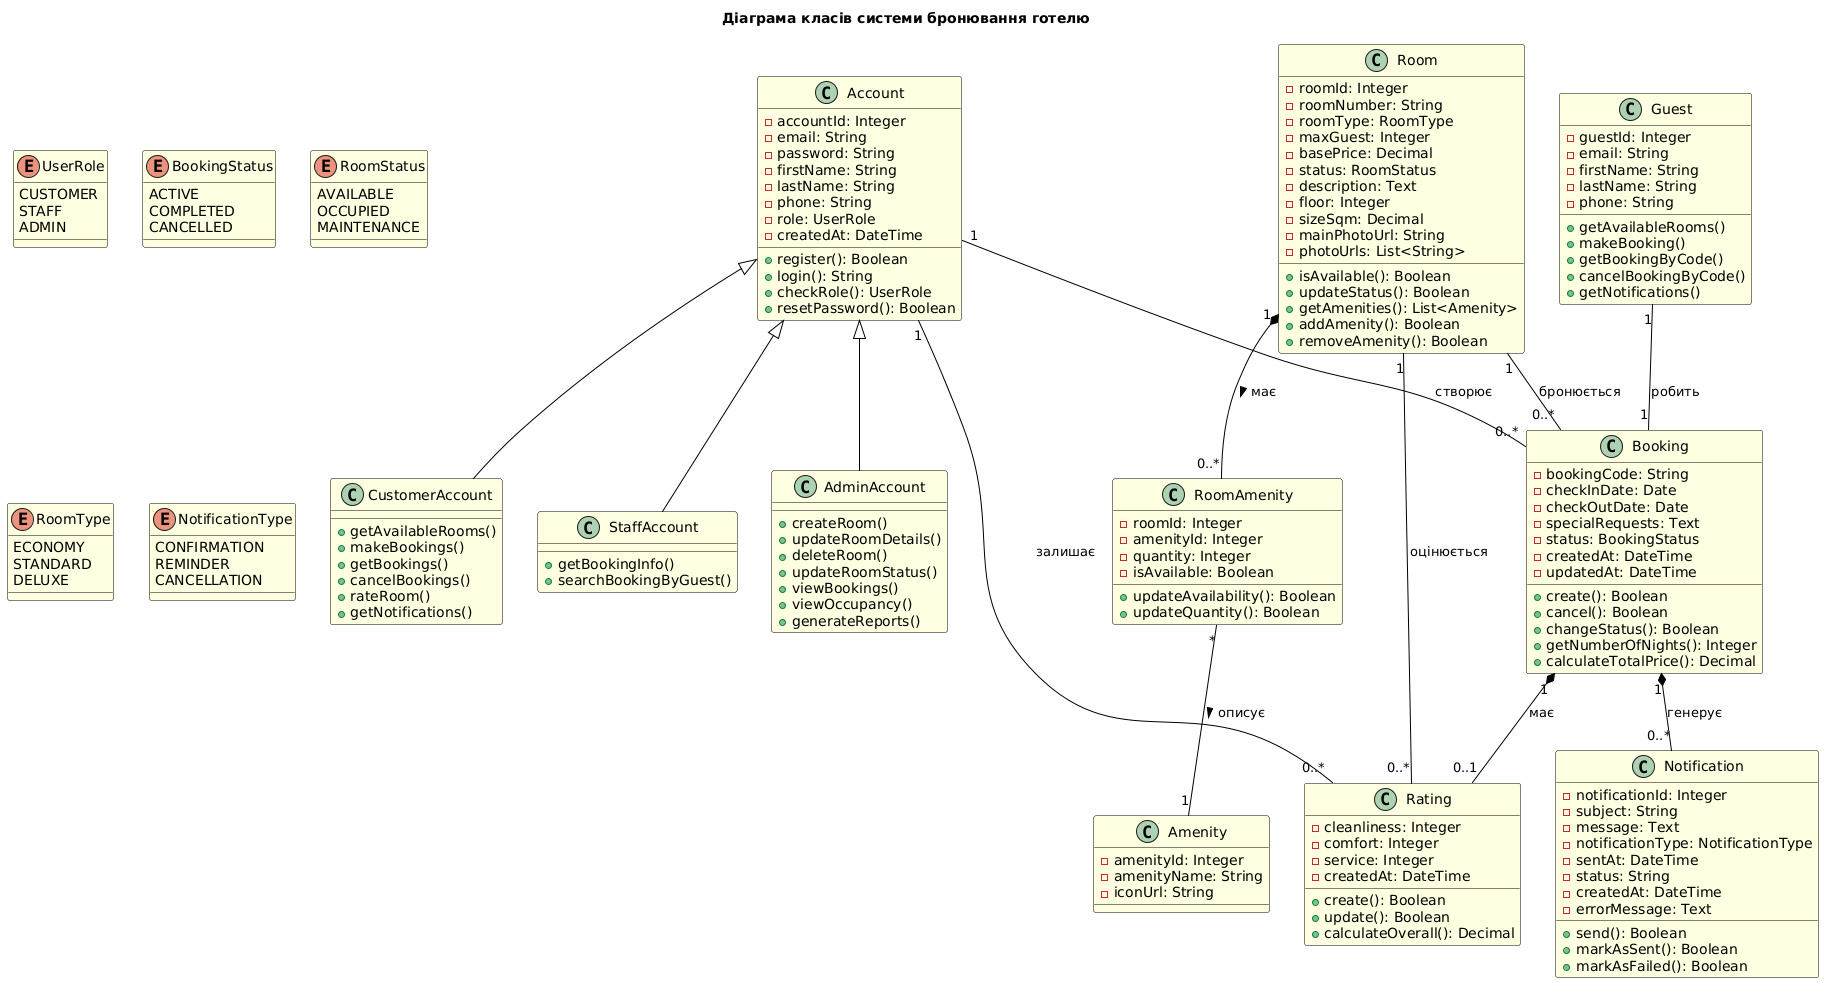 Діаграма класів системи бронювання готелю
E UserRole
CUSTOMER
STAFF
ADMIN
E BookingStatus
ACTIVE
COMPLETED
CANCELLED
E RoomStatus
AVAILABLE
OCCUPIED
MAINTENANCE
C Account
accountId: Integer
email: String
password: String
firstName: String
lastName: String
phone: String
role: UserRole
createdAt: DateTime
register(): Boolean
login(): String
checkRole(): UserRole
resetPassword(): Boolean
C Room
roomId: Integer
roomNumber: String
roomType: RoomType
maxGuest: Integer
basePrice: Decimal
status: RoomStatus
description: Text
floor: Integer
sizeSqm: Decimal
mainPhotoUrl: String
photoUrls: List<String>
isAvailable(): Boolean
updateStatus(): Boolean
getAmenities(): List<Amenity>
addAmenity(): Boolean
removeAmenity(): Boolean
C Guest
guestId: Integer
email: String
firstName: String
lastName: String
phone: String
getAvailableRooms()
makeBooking()
getBookingByCode()
cancelBookingByCode()
getNotifications()
1
1
1
1
1
1
має
створює
бронюється
робить
0..*
0..*
0..*
1
E RoomType
ECONOMY
STANDARD
DELUXE
E NotificationType
CONFIRMATION
REMINDER
CANCELLATION
C CustomerAccount
getAvailableRooms()
makeBookings()
getBookings()
cancelBookings()
rateRoom()
getNotifications()
C StaffAccount
getBookingInfo()
searchBookingByGuest()
C AdminAccount
createRoom()
updateRoomDetails()
deleteRoom()
updateRoomStatus()
viewBookings()
viewOccupancy()
generateReports()
залишає
C RoomAmenity
roomId: Integer
amenityId: Integer
quantity: Integer
isAvailable: Boolean
updateAvailability(): Boolean
updateQuantity(): Boolean
оцінюється
C Booking
bookingCode: String
checkInDate: Date
checkOutDate: Date
specialRequests: Text
status: BookingStatus
createdAt: DateTime
updatedAt: DateTime
create(): Boolean
cancel(): Boolean
changeStatus(): Boolean
getNumberOfNights(): Integer
calculateTotalPrice(): Decimal
*
1
1
описує
має
генерує
1
0..*
0..*
0..1
0..*
C Amenity
amenityId: Integer
amenityName: String
iconUrl: String
C Rating
cleanliness: Integer
comfort: Integer
service: Integer
createdAt: DateTime
create(): Boolean
update(): Boolean
calculateOverall(): Decimal
C Notification
notificationId: Integer
subject: String
message: Text
notificationType: NotificationType
sentAt: DateTime
status: String
createdAt: DateTime
errorMessage: Text
send(): Boolean
markAsSent(): Boolean
markAsFailed(): Boolean